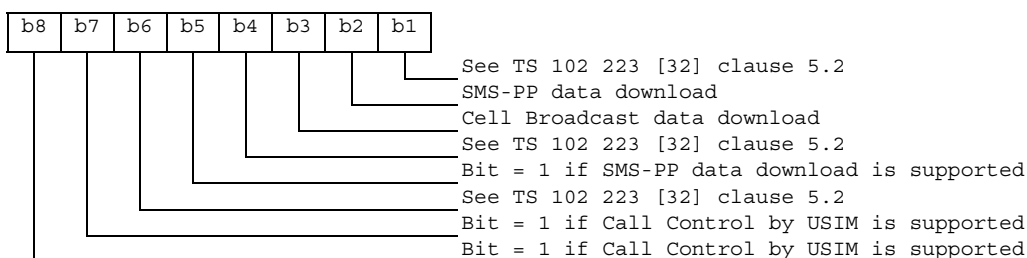 b8 b7 b6 b5 b4 b3 b2 b1
See TS 102 223 [32] clause 5.2
SMS-PP data download
Cell Broadcast data download
See TS 102 223 [32] clause 5.2
Bit = 1 if SMS-PP data download is supported
See TS 102 223 [32] clause 5.2
Bit = 1 if Call Control by USIM is supported
Bit = 1 if Call Control by USIM is supported